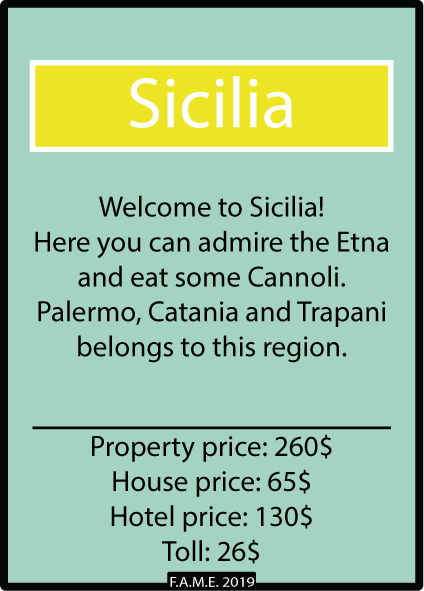 Sicilia
Welcome to Sicilia!
Here you can admire the Etna
and eat some Cannoli.
Palermo, Catania and Trapani
belongs to this region.
Property price: 260$
House price: 65$
Hotel price: 130$
Toll: 26$
F.A.M.E. 2019